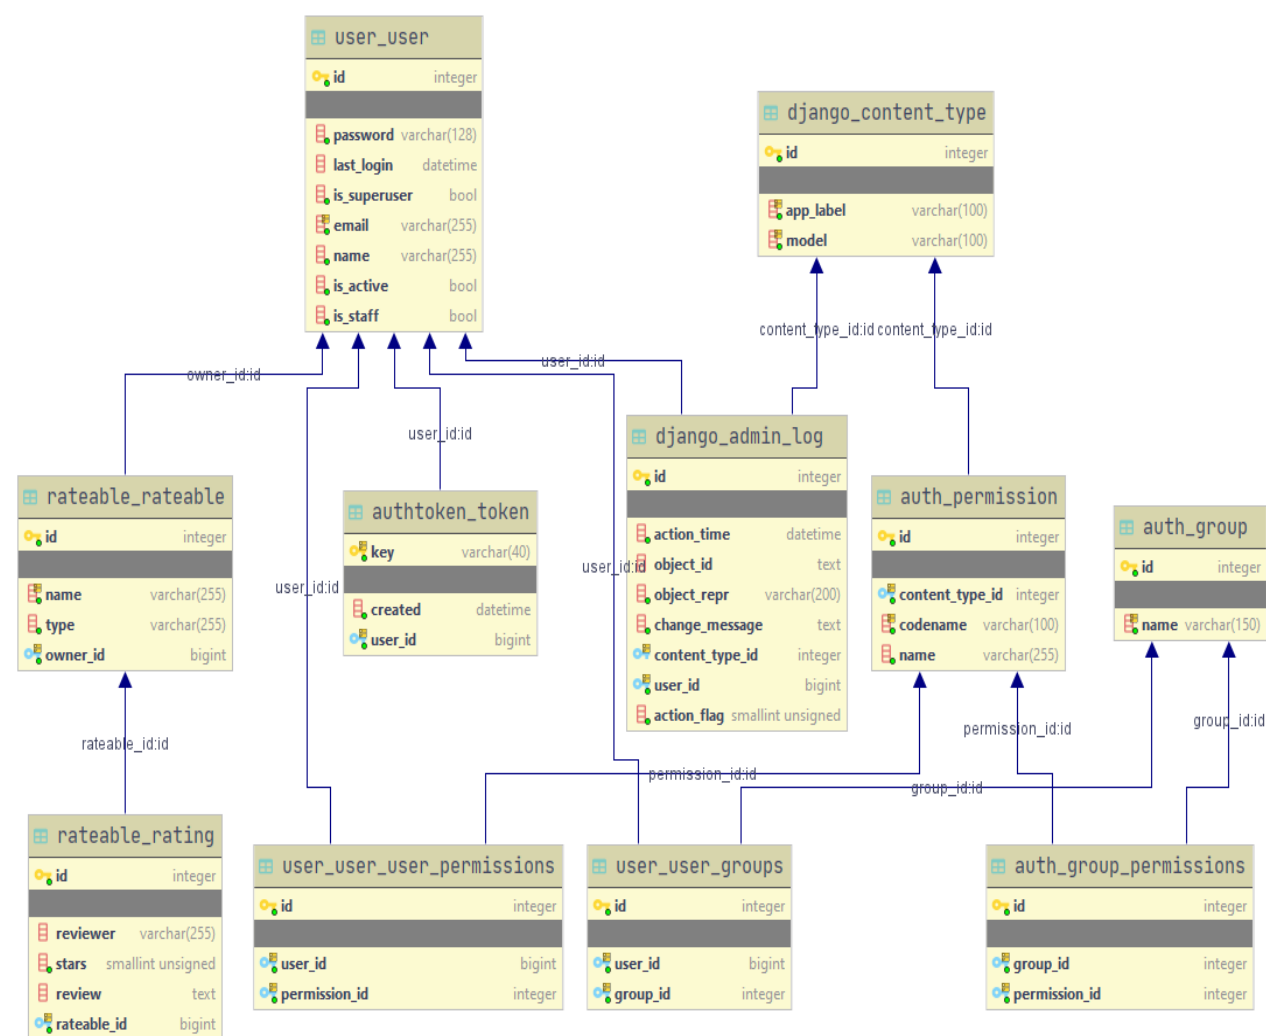 user_user
id integer
password varchar(128)
last_login datetime
is_superuser bool
email varchar(255)
name varchar(255)
is_active bool
is_staff bool
django_content_type
id integer
app_label varchar(100)
model varchar(100)
content_type_id:id
content_type_id:id
user_id:id
owner_id:id
user_id:id
django_admin_log
id integer
action_time datetime
object_id text
object_repr varchar(200)
change_message text
content_type_id integer
user_id bigint
action_flag smallint unsigned
rateable_rateable
id integer
name varchar(255)
type varchar(255)
owner_id bigint
authtoken_token
key varchar(40)
created datetime
user_id bigint
auth_permission
id integer
content_type_id integer
codename varchar(100)
name varchar(255)
auth_group
id integer
name varchar(150)
user_id:id
user_id:id
rateable_id:id
permission_id:id
group_id:id
permission_id:id
group_id:id
rateable_rating
id integer
reviewer varchar(255)
stars smallint unsigned
review text
rateable_id bigint
user_user_user_permissions
id integer
user_id bigint
permission_id integer
user_user_groups
id integer
user_id bigint
group_id integer
auth_group_permissions
id integer
group_id integer
permission_id integer